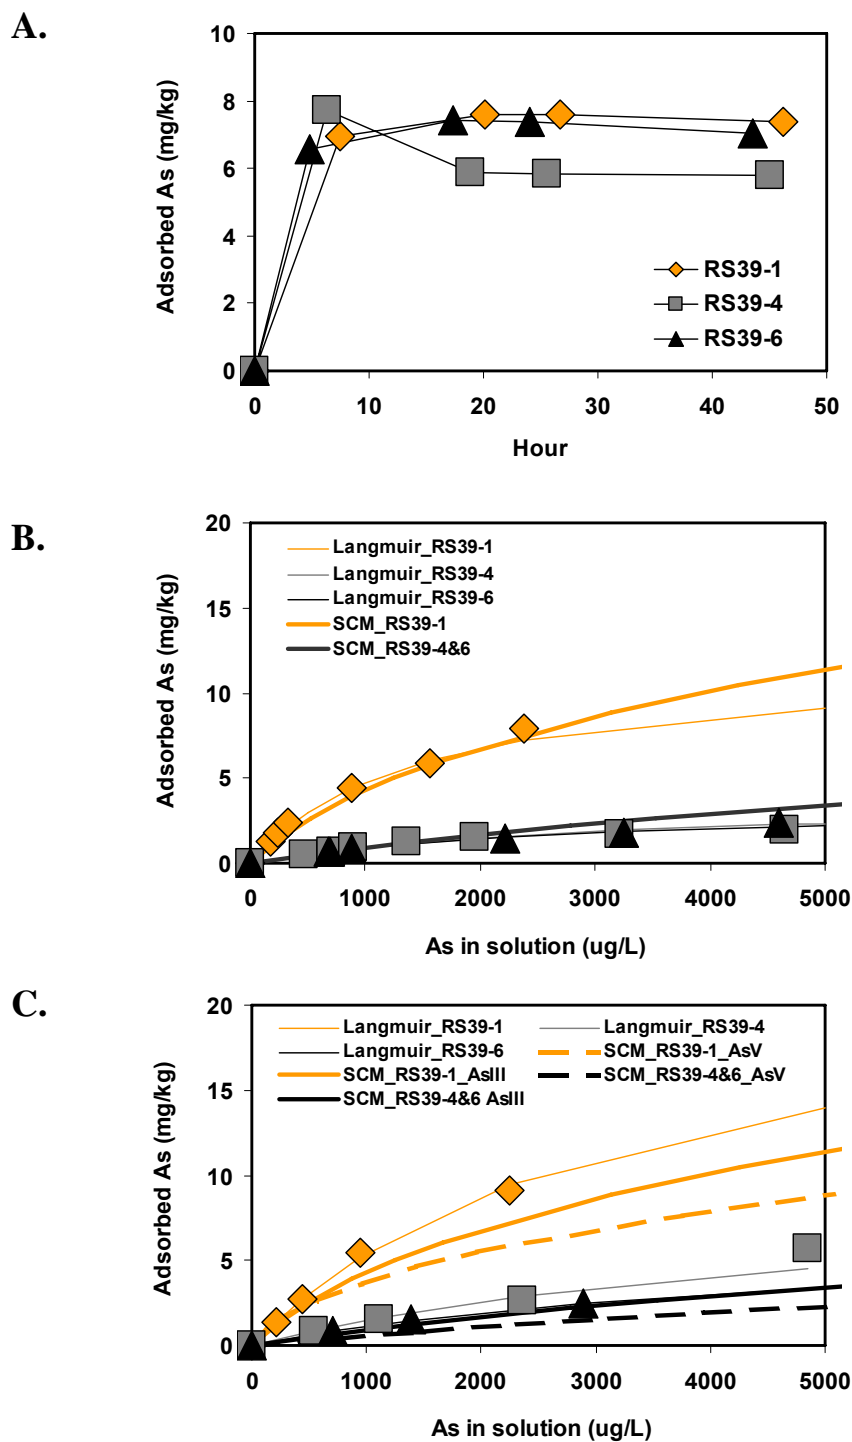 A.
Adsorbed As (mg/kg)
10
8
6
4
2
0
RS39-1
RS39-4
RS39-6
0 10 20 30 40 50
Hour
B.
Adsorbed As (mg/kg)
20
15
10
5
0
Langmuir_RS39-1
Langmuir_RS39-4
Langmuir_RS39-6
SCM_RS39-1
SCM_RS39-4&6
0 1000 2000 3000 4000 5000
As in solution (ug/L)
C.
Adsorbed As (mg/kg)
20
15
10
5
0
Langmuir_RS39-1 Langmuir_RS39-4
Langmuir_RS39-6 SCM_RS39-1_AsV
SCM_RS39-1_AsIII SCM_RS39-4&6_AsV
SCM_RS39-4&6 AsIII
0 1000 2000 3000 4000 5000
As in solution (ug/L)